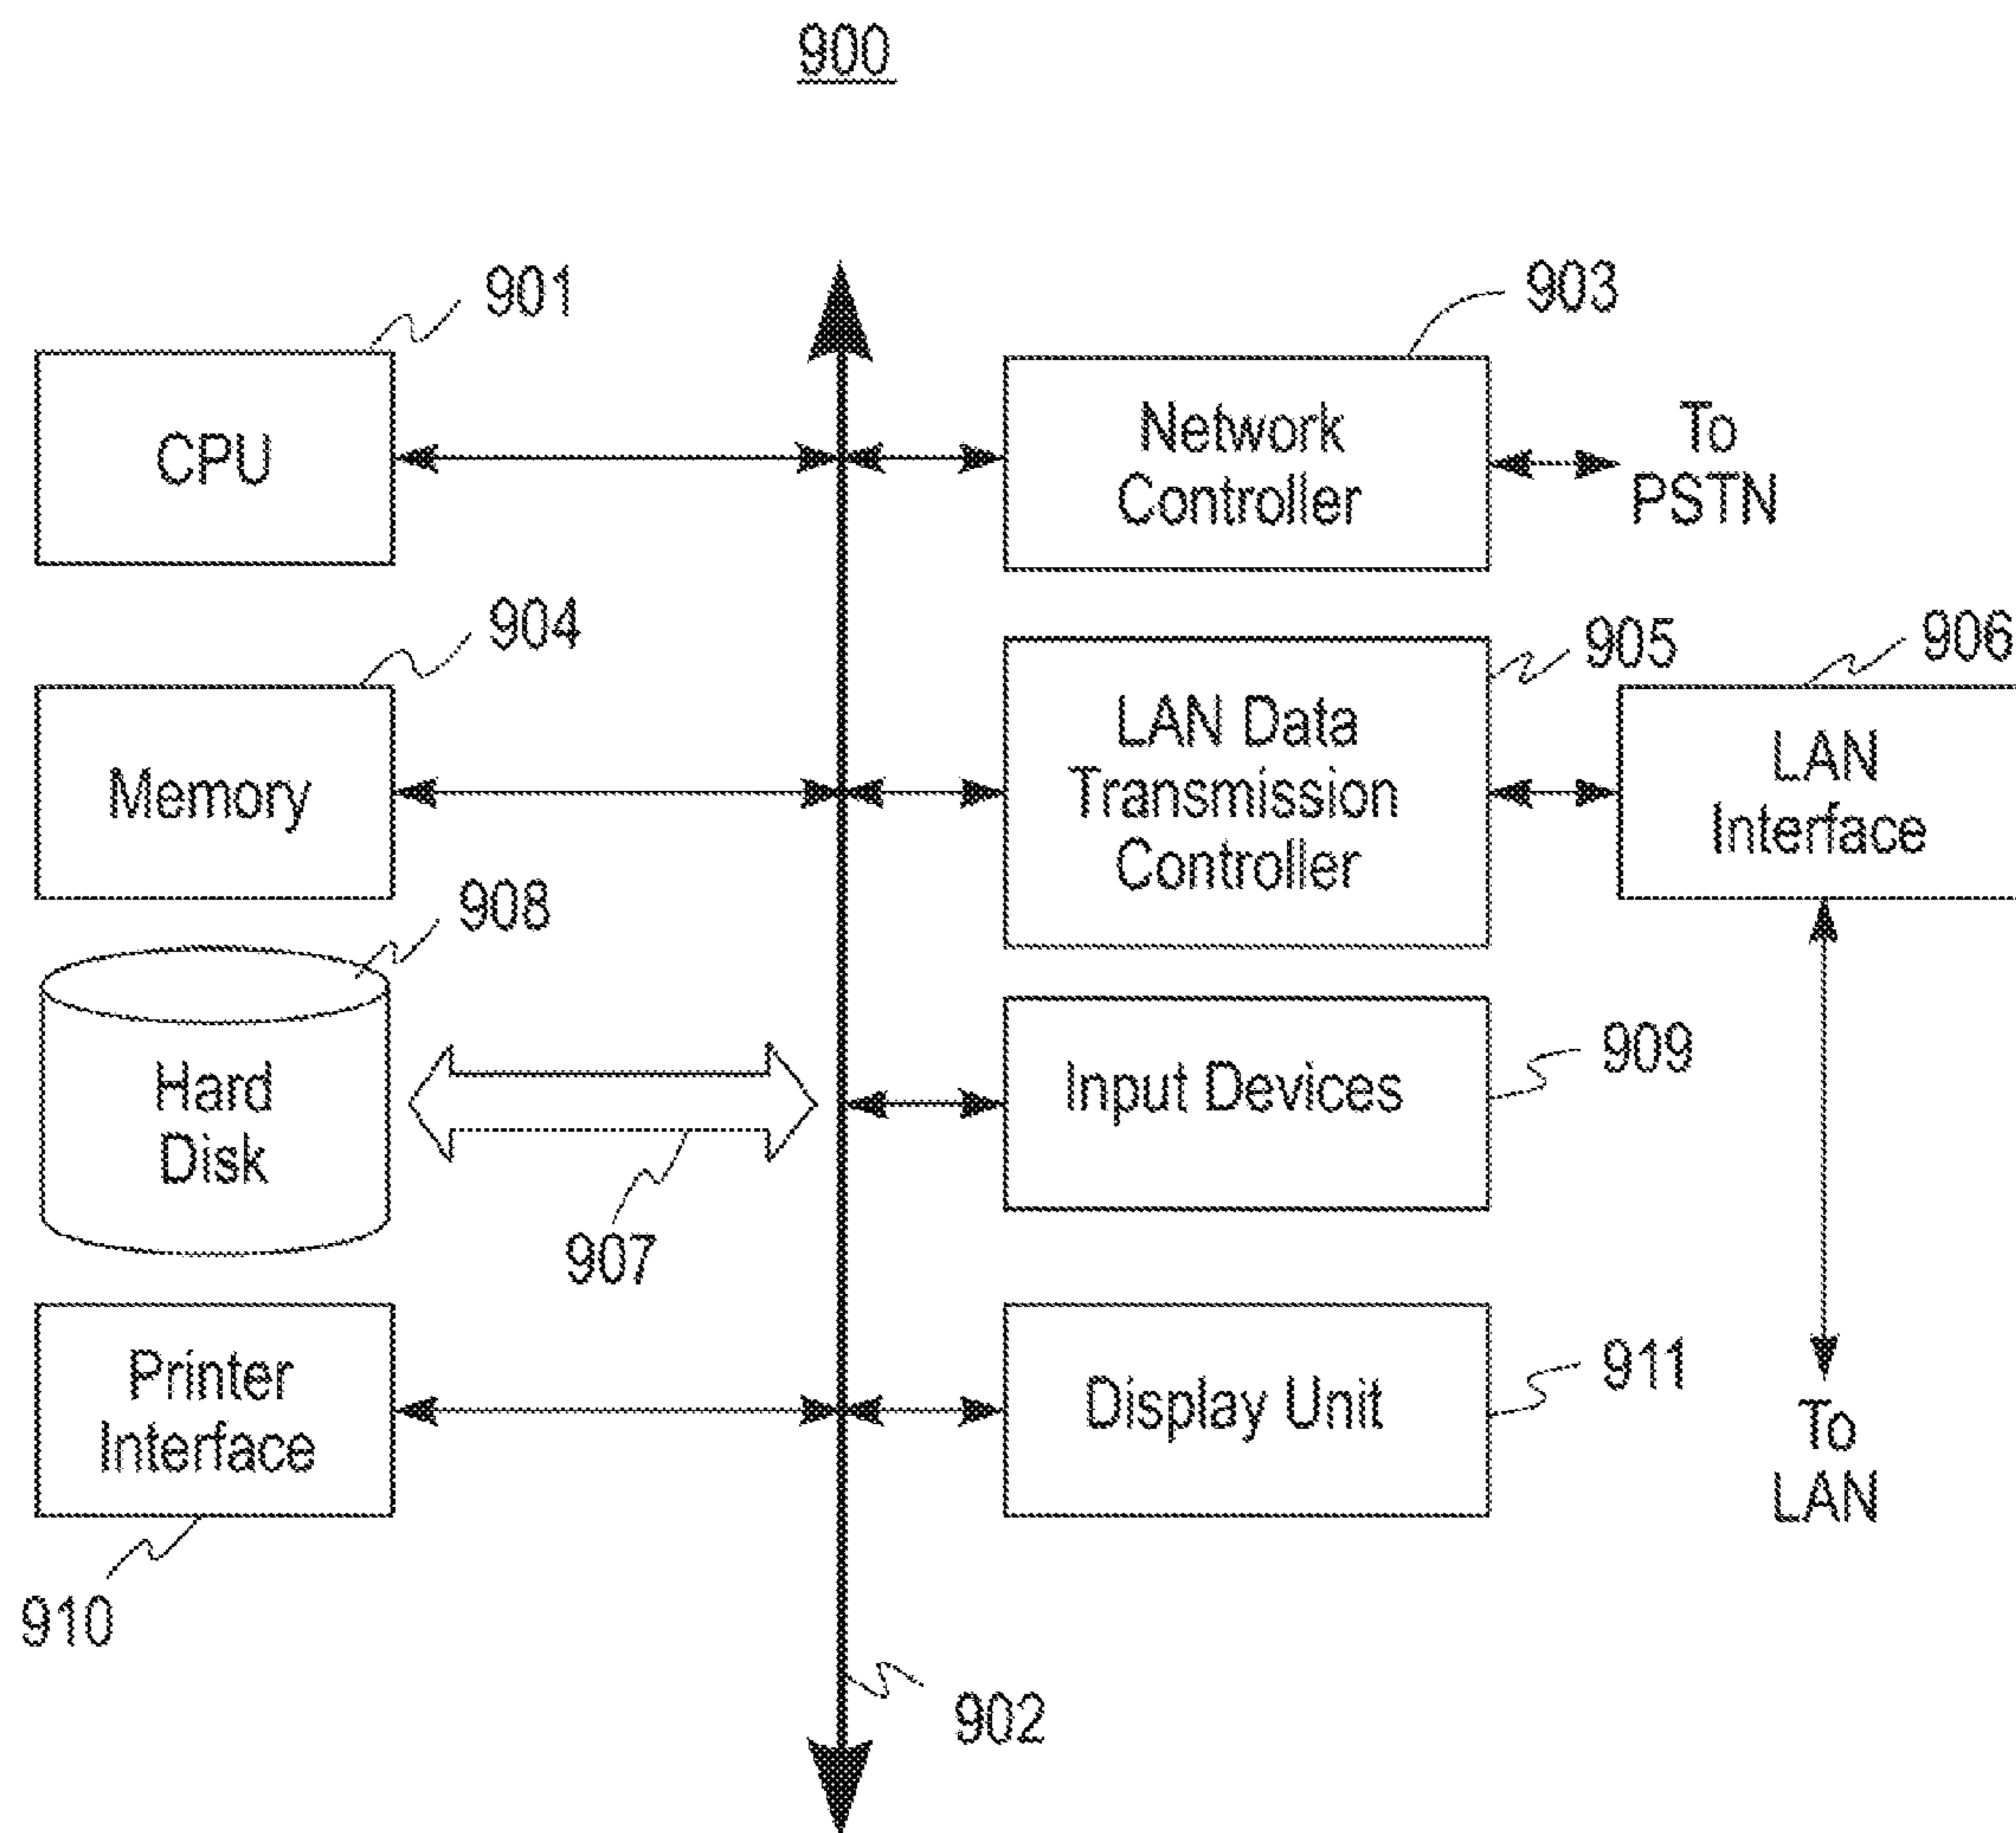 900
901
903
CPU
Network
Controller
To
PSTN
904
905
906
Memory
LAN Data
Transmission
Controller
LAN
Interface
908
Hard
Disk
907
Input Devices
909
Printer
Interface
Display Unit
911
To
LAN
910
902